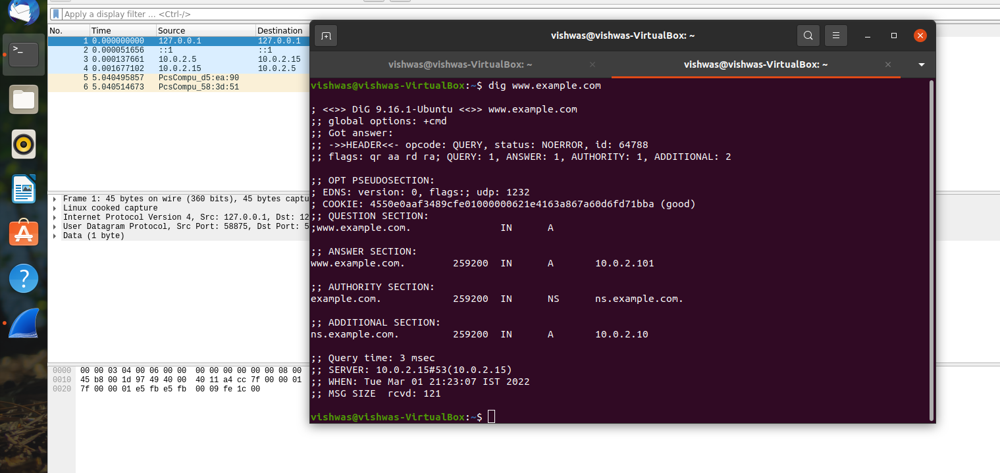 Apply a display filter ... <Ctrl-/>
No. Time Source Destination
1 0.000000000 127.0.0.1 127.0.0.1
2 0.000051656 ::1 ::1
3 0.000137661 10.0.2.5 10.0.2.15
4 0.001677102 10.0.2.15 10.0.2.5
5 5.040495857 PcsCompu_d5:ea:90
6 5.040514673 PcsCompu_58:3d:51
Frame 1: 45 bytes on wire (360 bits), 45 bytes captu
Linux cooked capture
Internet Protocol Version 4, Src: 127.0.0.1, Dst: 12
User Datagram Protocol, Src Port: 58875, Dst Port: 5
Data (1 byte)
0000 00 00 03 04 00 06 00 00 00 00 00 00 00 00 08 00
0010 45 b8 00 1d 97 49 40 00 40 11 a4 cc 7f 00 00 01
0020 7f 00 00 01 e5 fb e5 fb 00 09 fe 1c 00
vishwas@vishwas-VirtualBox: ~
vishwas@vishwas-VirtualBox: ~ vishwas@vishwas-VirtualBox: ~
vishwas@vishwas-VirtualBox:~$ dig www.example.com
; <<>> DiG 9.16.1-Ubuntu <<>> www.example.com
;; global options: +cmd
;; Got answer:
;; ->>HEADER<<- opcode: QUERY, status: NOERROR, id: 64788
;; flags: qr aa rd ra; QUERY: 1, ANSWER: 1, AUTHORITY: 1, ADDITIONAL: 2
;; OPT PSEUDOSECTION:
; EDNS: version: 0, flags:; udp: 1232
; COOKIE: 4550e0aaf3489cfe01000000621e4163a867a60d6fd71bba (good)
;; QUESTION SECTION:
;www.example.com. IN A
;; ANSWER SECTION:
www.example.com. 259200 IN A 10.0.2.101
;; AUTHORITY SECTION:
example.com. 259200 IN NS ns.example.com.
;; ADDITIONAL SECTION:
ns.example.com. 259200 IN A 10.0.2.10
;; Query time: 3 msec
;; SERVER: 10.0.2.15#53(10.0.2.15)
;; WHEN: Tue Mar 01 21:23:07 IST 2022
;; MSG SIZE rcvd: 121
vishwas@vishwas-VirtualBox:~$